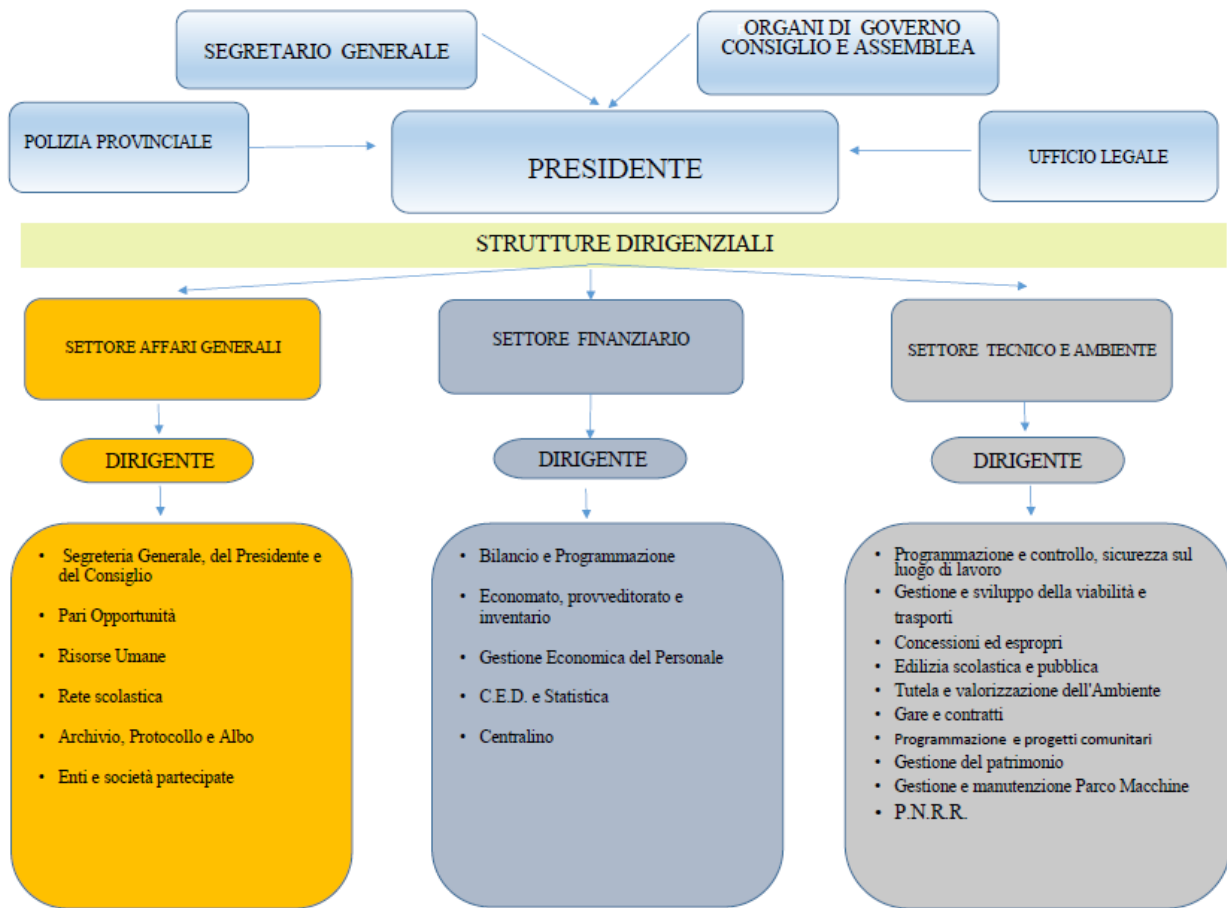 SEGRETARIO GENERALE
ORGANI DI GOVERNO
CONSIGLIO E ASSEMBLEA
POLIZIA PROVINCIALE
PRESIDENTE
UFFICIO LEGALE
STRUTTURE DIRIGENZIALI
SETTORE AFFARI GENERALI
SETTORE FINANZIARIO
SETTORE TECNICO E AMBIENTE
DIRIGENTE
DIRIGENTE
DIRIGENTE
• Segreteria Generale, del Presidente e
del Consiglio
• Pari Opportunità
• Risorse Umane
• Rete scolastica
• Archivio, Protocollo e Albo
• Enti e società partecipate
• Bilancio e Programmazione
• Economato, provveditorato e
inventario
• Gestione Economica del Personale
• C.E.D. e Statistica
• Centralino
• Programmazione e controllo, sicurezza sul
luogo di lavoro
• Gestione e sviluppo della viabilità e
trasporti
• Concessioni ed espropri
• Edilizia scolastica e pubblica
• Tutela e valorizzazione dell'Ambiente
• Gare e contratti
• Programmazione e progetti comunitari
• Gestione del patrimonio
• Gestione e manutenzione Parco Macchine
• P.N.R.R.